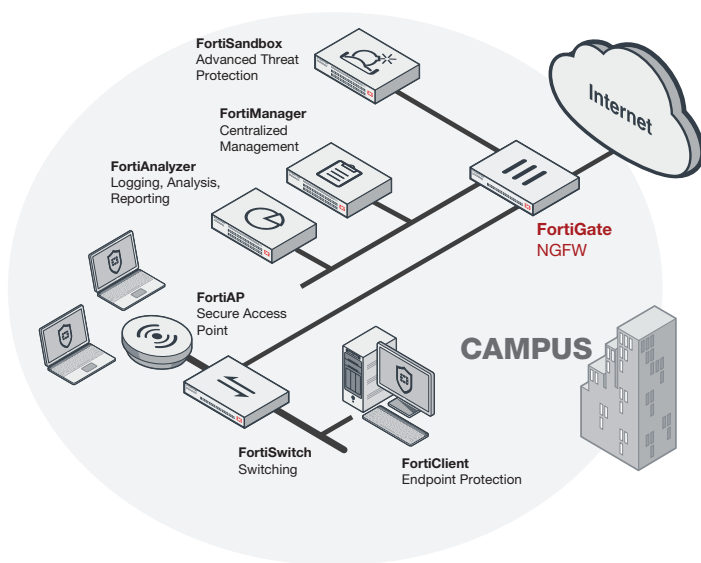 FortiSandbox
Advanced Threat
Protection
FortiManager
Centralized
Management
FortiAnalyzer
Logging, Analysis,
Reporting
Internet
FortiGate
NGFW
FortiAP
Secure Access
Point
CAMPUS
FortiSwitch
Switching
FortiClient
Endpoint Protection